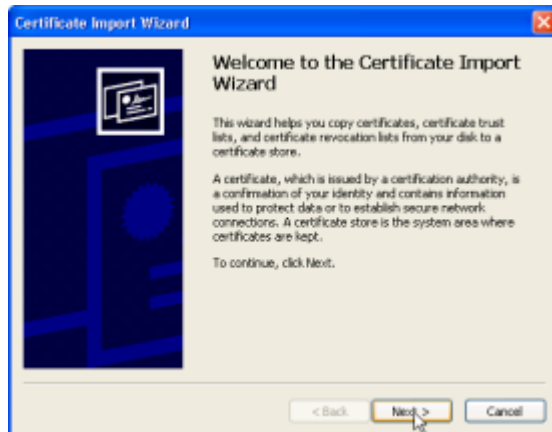 Certificate Import Wizard
Welcome to the Certificate Import
Wizard
This wizard helps you copy certificates, certificate trust
lists, and certificate revocation lists from your disk to a
certificate store.
A certificate, which is issued by a certification authority, is
a confirmation of your identity and contains information
used to protect data or to establish secure network
connections. A certificate store is the system area where
certificates are kept.
To continue, click Next.
< Back
Next >
Cancel